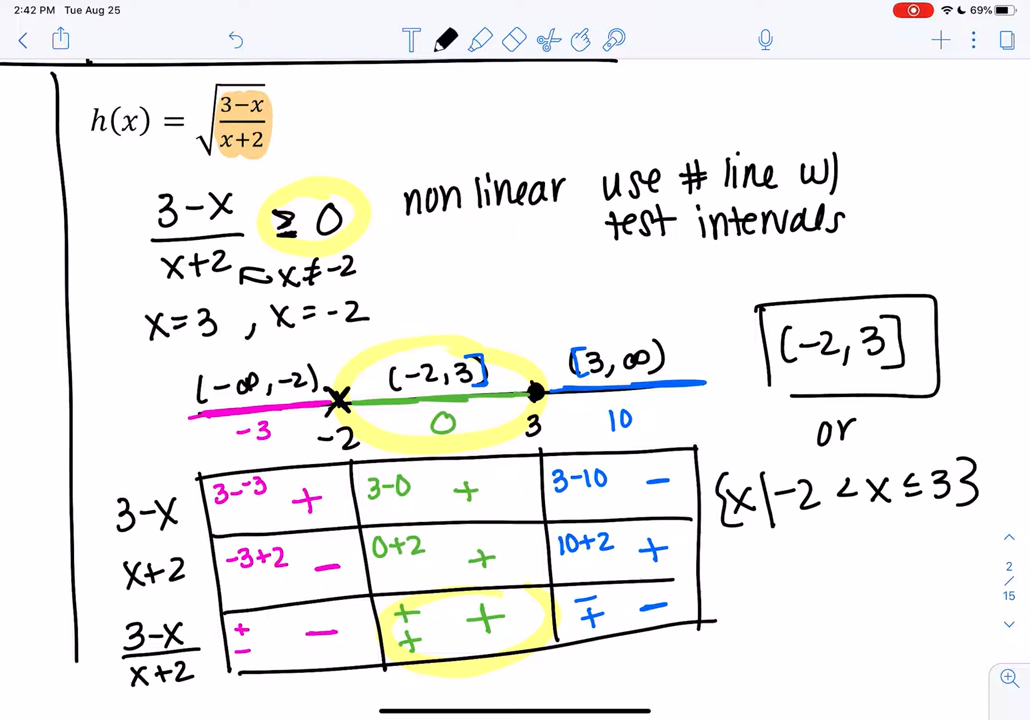 2:42 PM Tue Aug 25
69%
h(x) = √((3−x)/(x+2))
(3−x)/(x+2) ≥ 0
non linear use # line w/
test intervals
x ≠ -2
x = 3 , x = -2
(-∞, -2) (-2, 3] [3, ∞)
-3 -2 0 3 10
(-2, 3]
or
{x | -2 < x ≤ 3}
3-x 3--3 + 3-0 + 3-10 −
x+2 -3+2 − 0+2 + 10+2 +
(3-x)/(x+2) +/− − +/+ + −/+ −
2
15